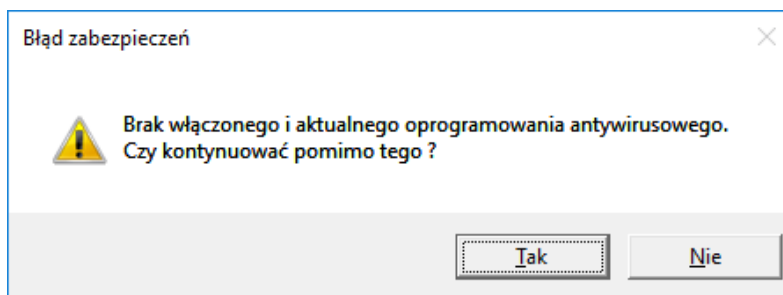 Błąd zabezpieczeń
Brak włączonego i aktualnego oprogramowania antywirusowego.
Czy kontynuować pomimo tego ?
Tak
Nie